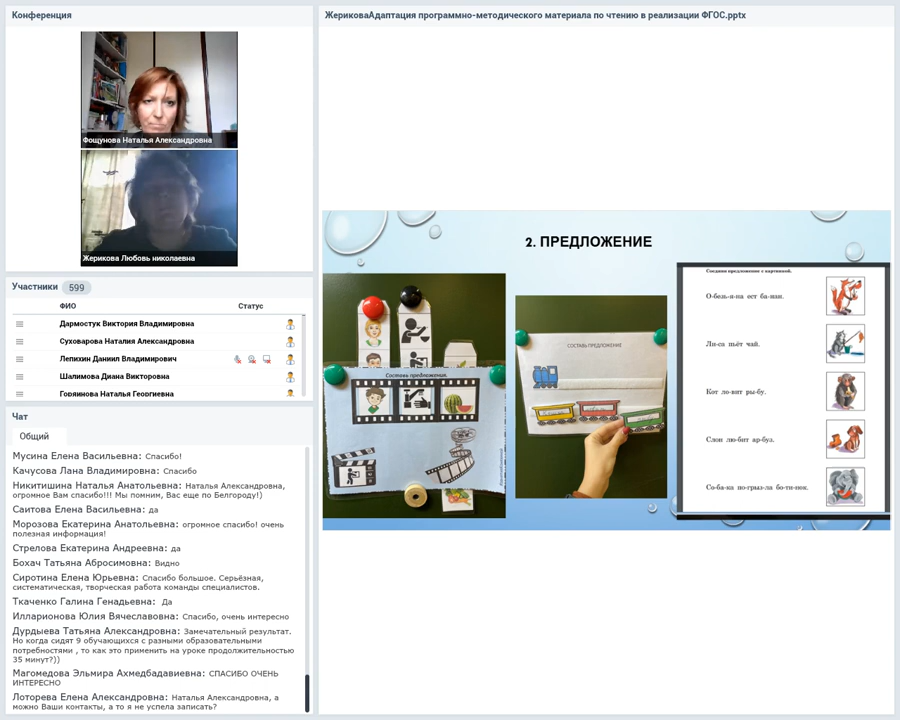 Конференция
Фощунова Наталья Александровна
Жерикова Любовь николаевна
Участники 599
ФИО Статус
Дармостук Виктория Владимировна
Суховарова Наталия Александровна
Лепихин Даниил Владимирович
Шалимова Диана Викторовна
Горяинова Наталья Георгиевна
Чат
Общий
Мусина Елена Васильевна: Спасибо!
Качусова Лана Владимировна: Спасибо
Никитишина Наталья Анатольевна: Наталья Александровна,
огромное Вам спасибо!!! Мы помним, Вас еще по Белгороду!)
Саитова Елена Васильевна: да
Морозова Екатерина Анатольевна: огромное спасибо! очень
полезная информация!
Стрелова Екатерина Андреевна: да
Бохач Татьяна Абросимовна: Видно
Сиротина Елена Юрьевна: Спасибо большое. Серьёзная,
систематическая, творческая работа команды специалистов.
Ткаченко Галина Генадьевна: Да
Илларионова Юлия Вячеславовна: Спасибо, очень интересно
Дурдыева Татьяна Александровна: Замечательный результат.
Но когда сидят 9 обучающихся с разными образовательными
потребностями , то как это применить на уроке продолжительностью
35 минут?))
Магомедова Эльмира Ахмедбадавиевна: СПАСИБО ОЧЕНЬ
ИНТЕРЕСНО
Лоторева Елена Александровна: Наталья Александровна, а
можно Ваши контакты, а то я не успела записать?
ЖериковаАдаптация программно-методического материала по чтению в реализации ФГОС.pptx
2. ПРЕДЛОЖЕНИЕ
Составь предложения.
СОСТАВЬ ПРЕДЛОЖЕНИЕ
Соедини предложение с картинкой.
О-безь-я-на ест ба-нан.
Ли-са пьёт чай.
Кот ло-вит ры-бу.
Слон лю-бит ар-буз.
Со-ба-ка по-грыз-ла бо-ти-нок.